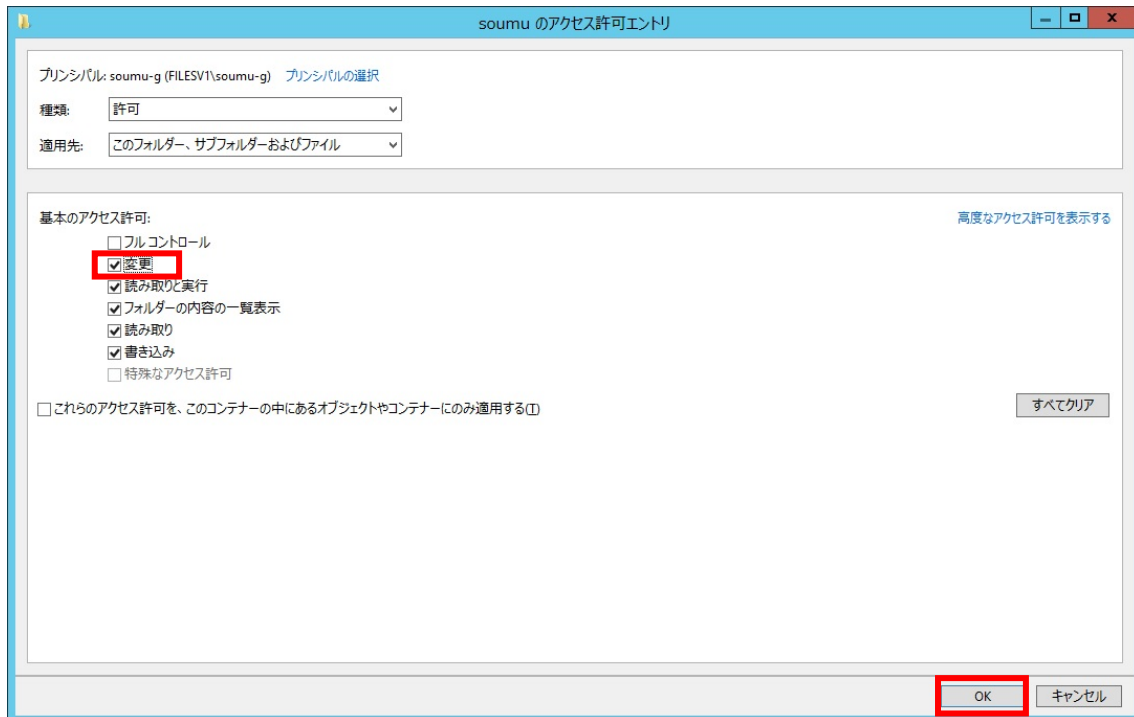 soumu のアクセス許可エントリ
プリンシパル: soumu-g (FILESV1\soumu-g) プリンシパルの選択
種類: 許可
適用先: このフォルダー、サブフォルダーおよびファイル
基本のアクセス許可: 高度なアクセス許可を表示する
フル コントロール
変更
読み取りと実行
フォルダーの内容の一覧表示
読み取り
書き込み
特殊なアクセス許可
これらのアクセス許可を、このコンテナーの中にあるオブジェクトやコンテナーにのみ適用する(T) すべてクリア
OK キャンセル